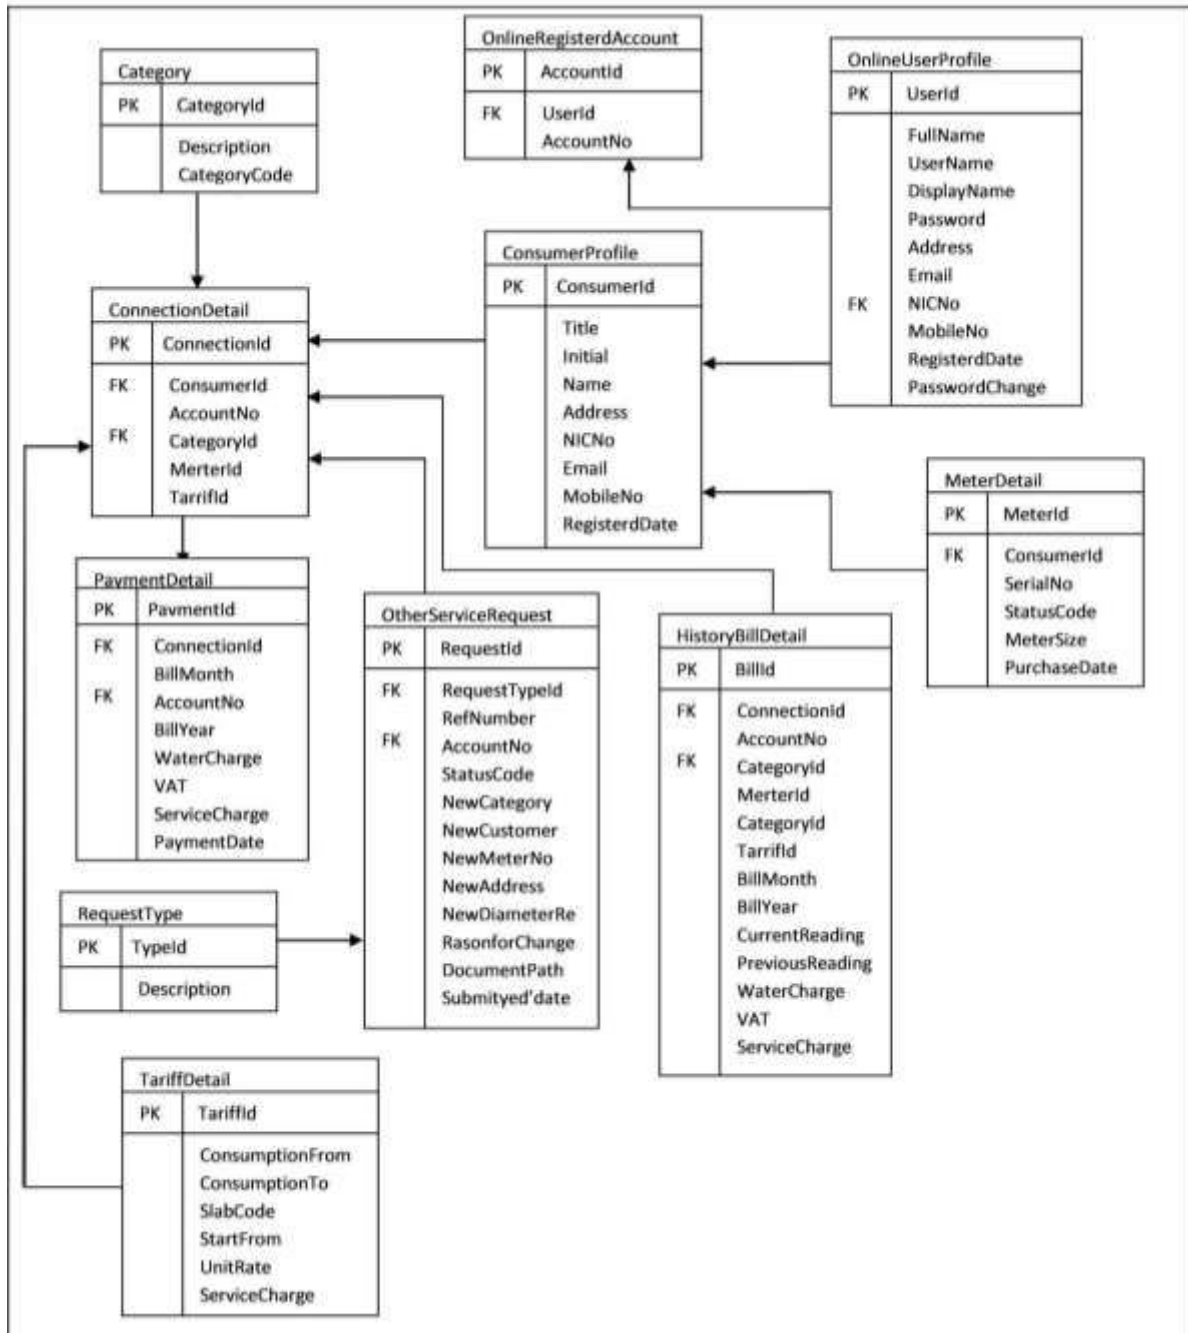 OnlineRegisterdAccount
PK AccountId
FK UserId
AccountNo
Category
PK CategoryId
Description
CategoryCode
OnlineUserProfile
PK UserId
FullName
UserName
DisplayName
Password
Address
Email
FK NICNo
MobileNo
RegisterdDate
PasswordChange
ConsumerProfile
PK ConsumerId
Title
Initial
Name
Address
NICNo
Email
MobileNo
RegisterdDate
ConnectionDetail
PK ConnectionId
FK ConsumerId
AccountNo
FK CategoryId
MerterId
TarrifId
MeterDetail
PK MeterId
FK ConsumerId
SerialNo
StatusCode
MeterSize
PurchaseDate
PaymentDetail
PK PaymentId
FK ConnectionId
BillMonth
FK AccountNo
BillYear
WaterCharge
VAT
ServiceCharge
PaymentDate
OtherServiceRequest
PK RequestId
FK RequestTypeId
RefNumber
FK AccountNo
StatusCode
NewCategory
NewCustomer
NewMeterNo
NewAddress
NewDiameterRe
RasonforChange
DocumentPath
Submityed'date
HistoryBillDetail
PK BillId
FK ConnectionId
AccountNo
FK CategoryId
MerterId
CategoryId
TarrifId
BillMonth
BillYear
CurrentReading
PreviousReading
WaterCharge
VAT
ServiceCharge
RequestType
PK TypeId
Description
TariffDetail
PK TariffId
ConsumptionFrom
ConsumptionTo
SlabCode
StartFrom
UnitRate
ServiceCharge